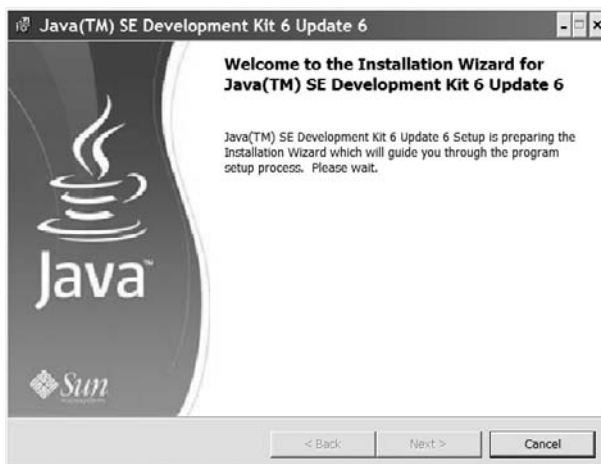 Java(TM) SE Development Kit 6 Update 6
Welcome to the Installation Wizard for
Java(TM) SE Development Kit 6 Update 6
Java(TM) SE Development Kit 6 Update 6 Setup is preparing the
Installation Wizard which will guide you through the program
setup process. Please wait.
Java™
Sun
microsystems
< Back
Next >
Cancel